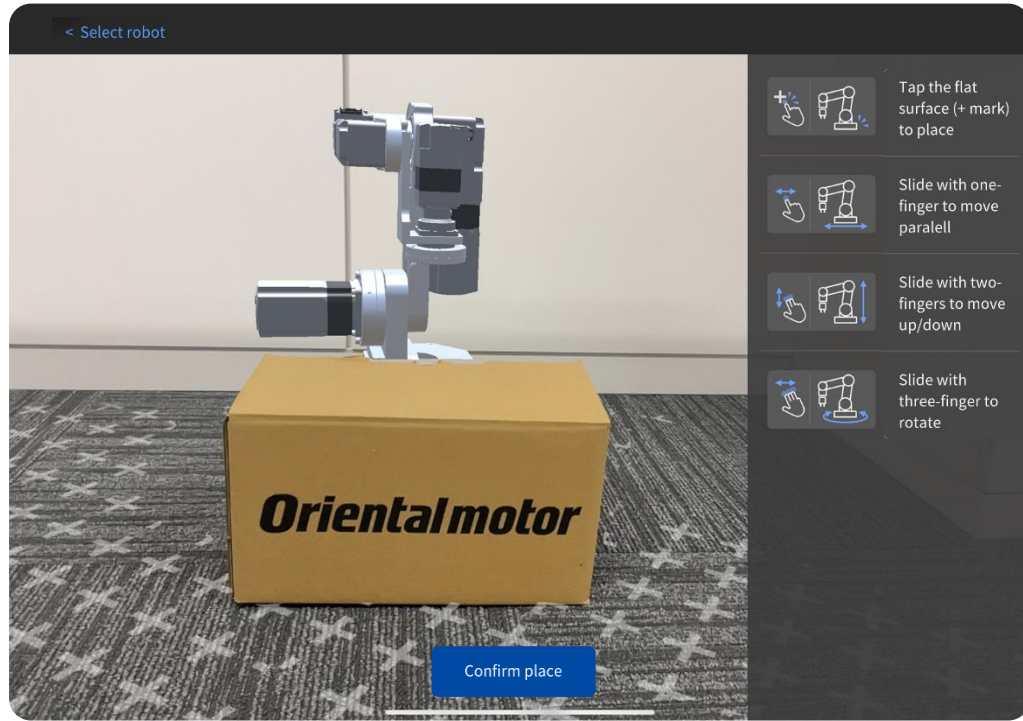 < Select robot
Tap the flat
surface (+ mark)
to place
Slide with one-
finger to move
paralell
Slide with two-
fingers to move
up/down
Slide with
three-finger to
rotate
Orientalmotor
Confirm place